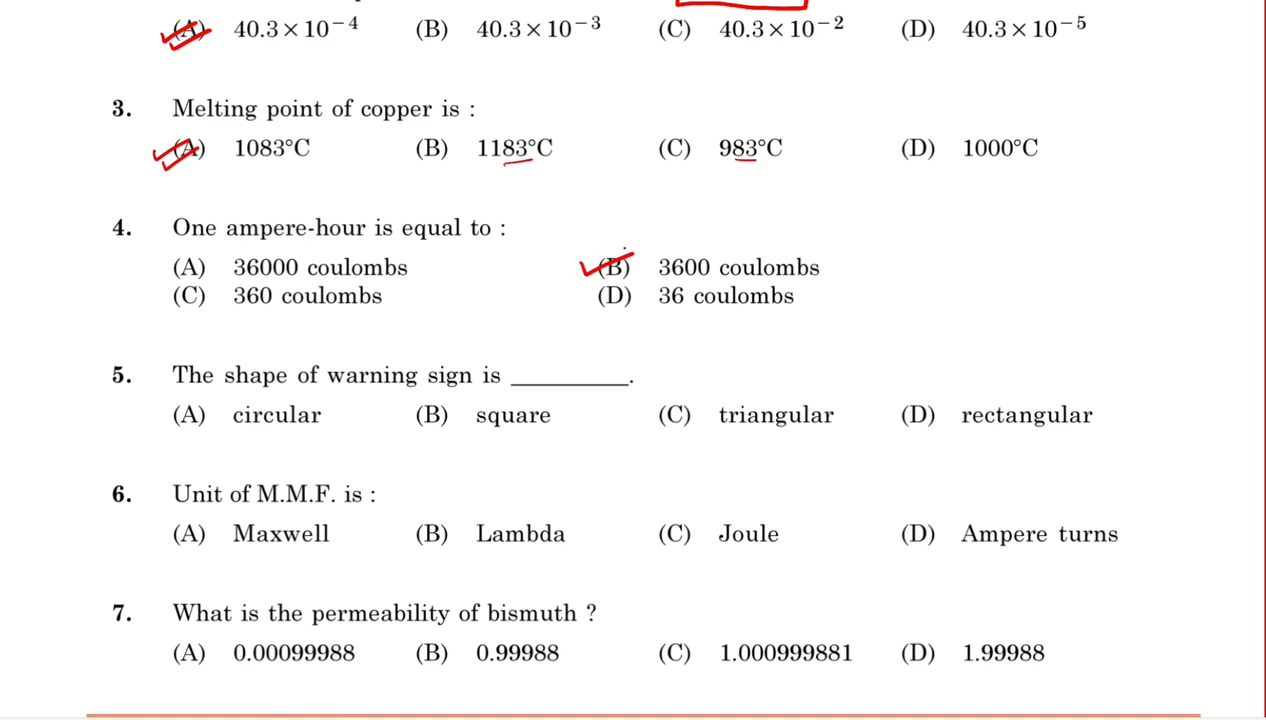 (A) 40.3 × 10⁻⁴ (B) 40.3 × 10⁻³ (C) 40.3 × 10⁻² (D) 40.3 × 10⁻⁵
3. Melting point of copper is :
(A) 1083°C (B) 1183°C (C) 983°C (D) 1000°C
4. One ampere-hour is equal to :
(A) 36000 coulombs (B) 3600 coulombs
(C) 360 coulombs (D) 36 coulombs
5. The shape of warning sign is __________.
(A) circular (B) square (C) triangular (D) rectangular
6. Unit of M.M.F. is :
(A) Maxwell (B) Lambda (C) Joule (D) Ampere turns
7. What is the permeability of bismuth ?
(A) 0.00099988 (B) 0.99988 (C) 1.000999881 (D) 1.99988